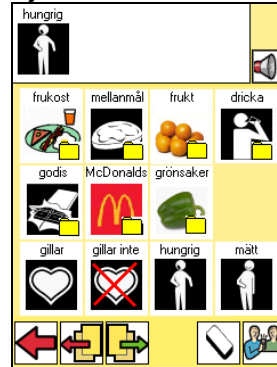 hungrig
frukost mellanmål frukt dricka
godis McDonalds grönsaker
gillar gillar inte hungrig mätt